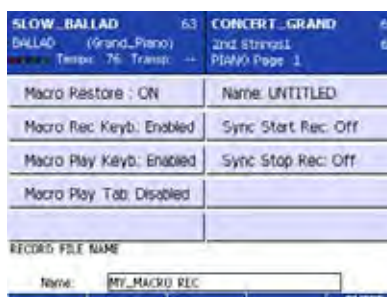 SLOW_BALLAD 63
BALLAD (Grand_Piano)
Tempo: 76 Transp: --
CONCERT_GRAND
2nd Strings1
PIANO Page 1
Macro Restore : ON
Name: UNTITLED
Macro Rec Keyb.: Enabled
Sync Start Rec: Off
Macro Play Keyb.: Enabled
Sync Stop Rec: Off
Macro Play Tab: Disabled
RECORD FILE NAME
Name: MY_MACRO REC